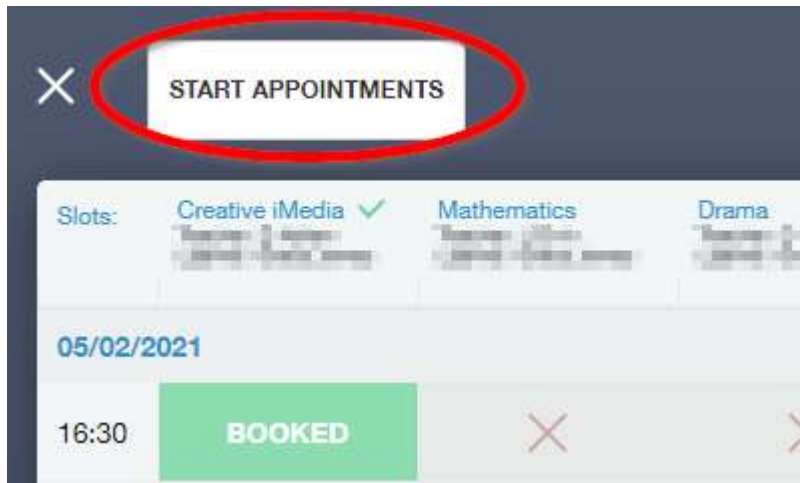 START APPOINTMENTS
Slots: Creative iMedia Mathematics Drama
05/02/2021
16:30 BOOKED